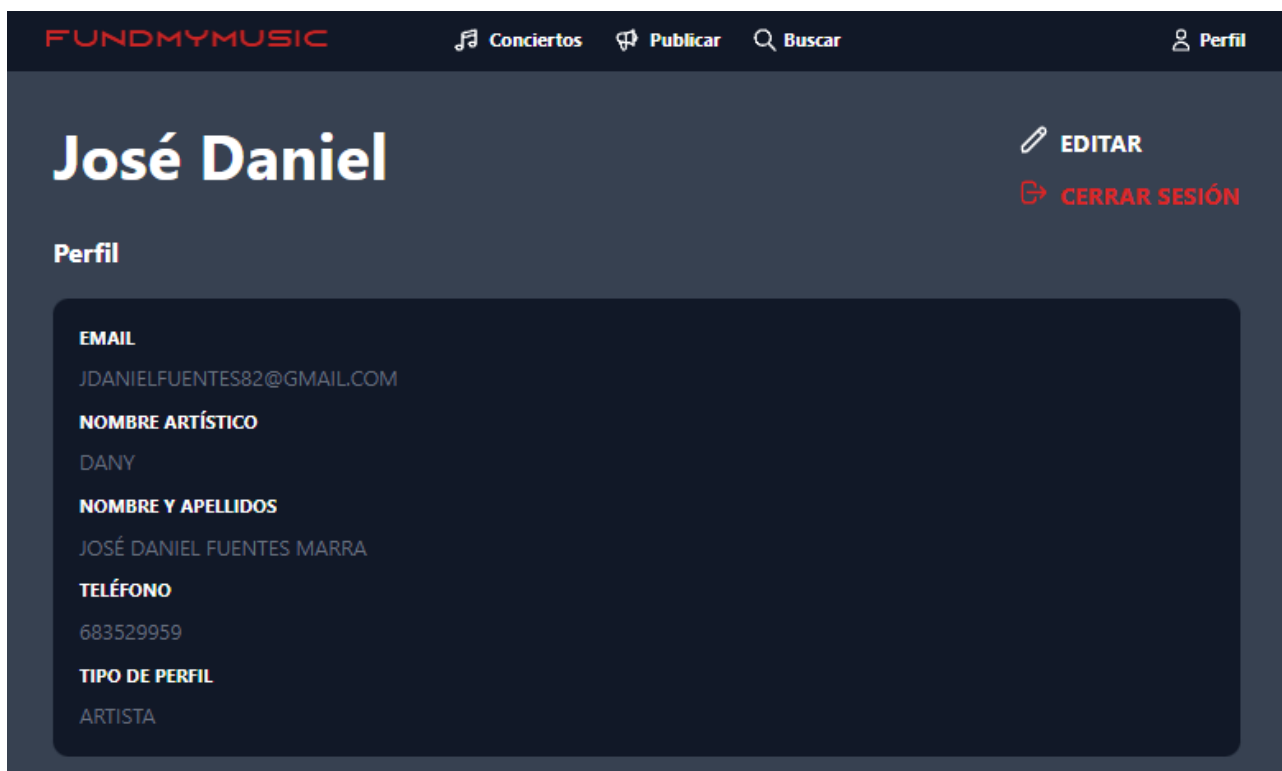 FUNDMYMUSIC Conciertos Publicar Buscar Perfil
José Daniel
EDITAR
CERRAR SESIÓN
Perfil
EMAIL
JDANIELFUENTES82@GMAIL.COM
NOMBRE ARTÍSTICO
DANY
NOMBRE Y APELLIDOS
JOSÉ DANIEL FUENTES MARRA
TELÉFONO
683529959
TIPO DE PERFIL
ARTISTA